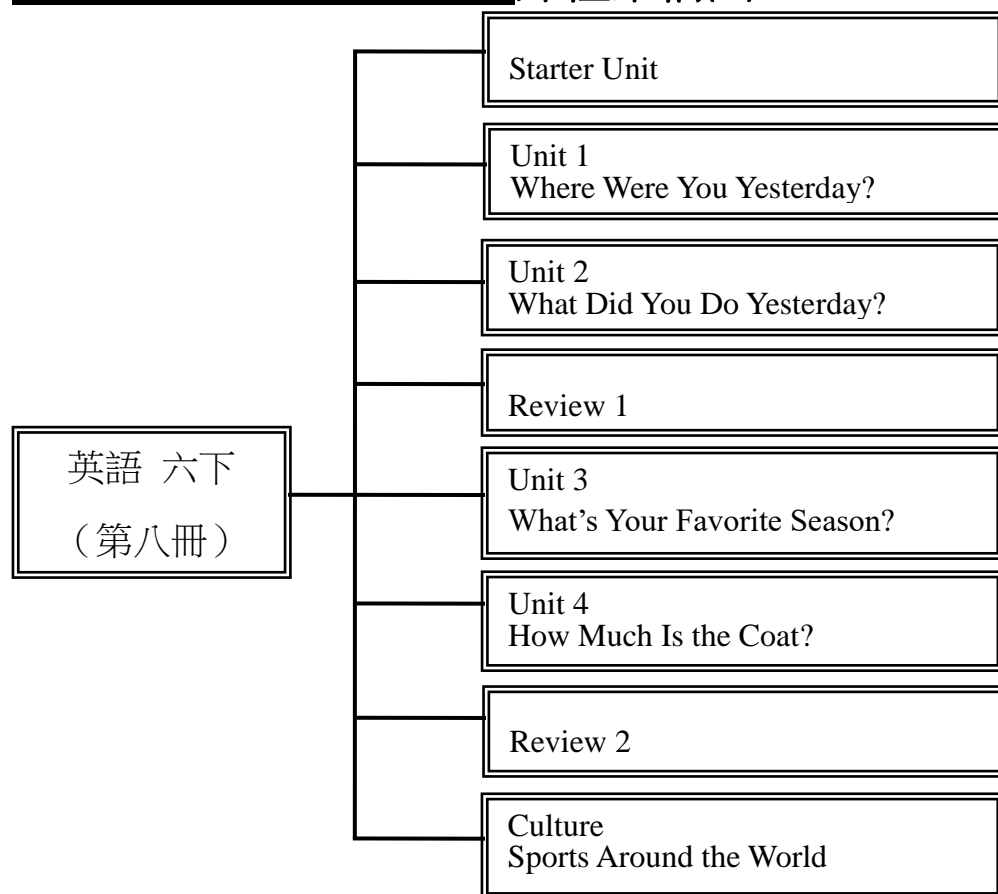 Starter Unit
Unit 1
Where Were You Yesterday?
Unit 2
What Did You Do Yesterday?
Review 1
英語 六下
（第八冊）
Unit 3
What’s Your Favorite Season?
Unit 4
How Much Is the Coat?
Review 2
Culture
Sports Around the World